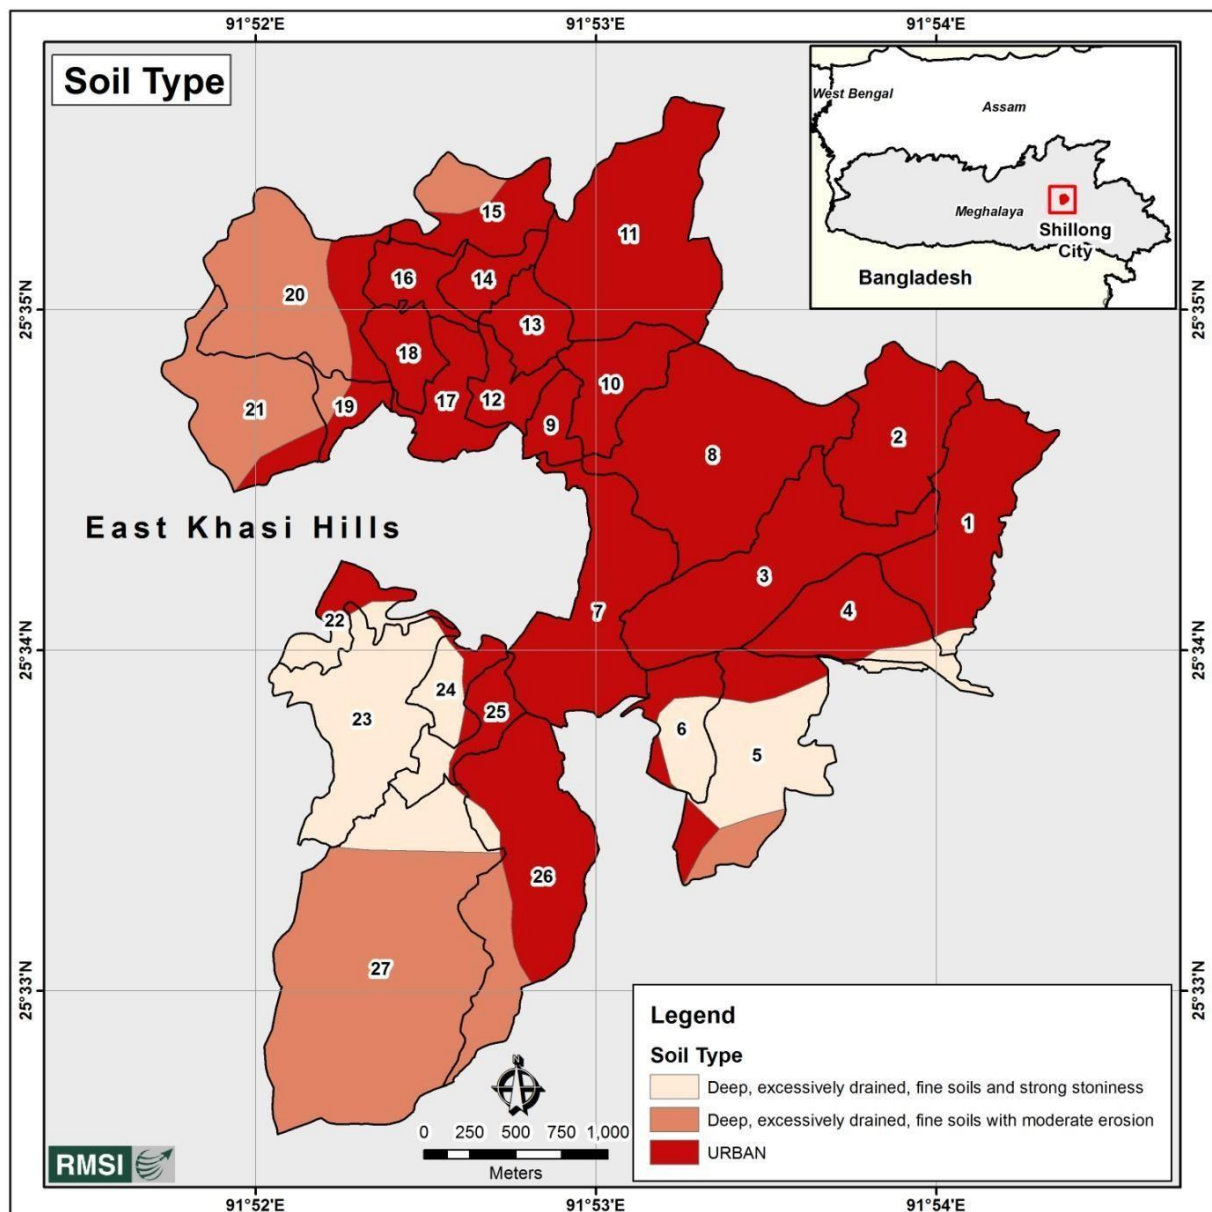 91°52'E
91°53'E
91°54'E
Soil Type
West Bengal
Assam
Meghalaya
Shillong
City
Bangladesh
25°35'N
25°35'N
11
15
16
14
20
13
18
10
21
19
17
12
9
2
8
East Khasi Hills
1
3
7
4
22
25°34'N
25°34'N
24
25
23
6
5
26
27
25°33'N
25°33'N
Legend
Soil Type
Deep, excessively drained, fine soils and strong stoniness
Deep, excessively drained, fine soils with moderate erosion
URBAN
N
0 250 500 750 1,000
Meters
RMSI
91°52'E
91°53'E
91°54'E